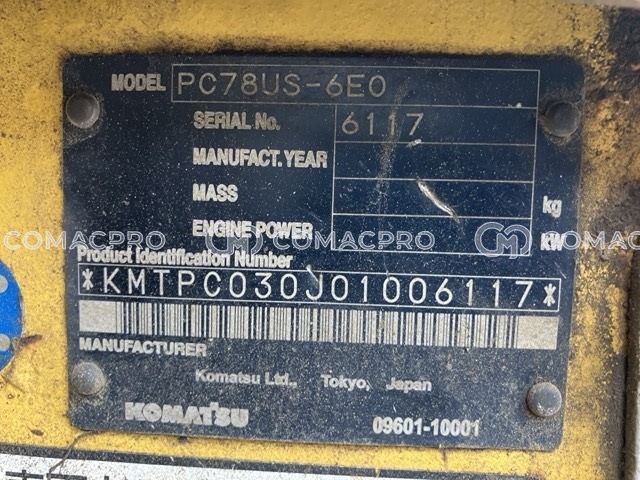 MODEL PC78US-6E0
SERIAL No. 6117
MANUFACT. YEAR
MASS kg
ENGINE POWER kW
COMACPRO COMACPRO COMACPRO
Product Identification Number
*KMTPC030J01006117*
MANUFACTURER
Komatsu Ltd., Tokyo, Japan
KOMATSU 09601-10001